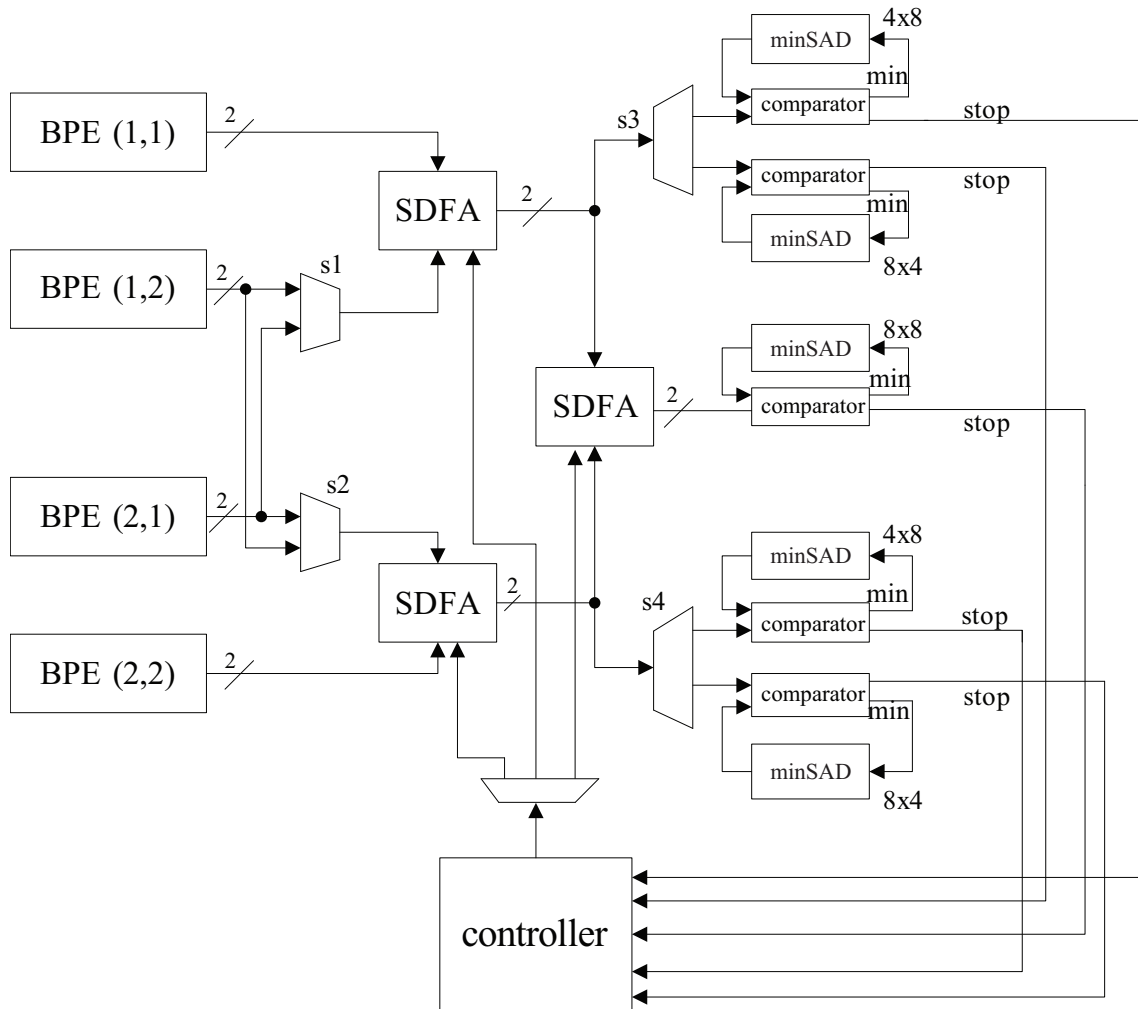 4x8
minSAD
min
comparator
stop
2
BPE (1,1)
s3
comparator
stop
SDFA
2
min
minSAD
8x4
BPE (1,2)
2
s1
8x8
minSAD
min
SDFA
2
comparator
stop
BPE (2,1)
2
s2
4x8
minSAD
min
SDFA
2
s4
comparator
stop
BPE (2,2)
2
comparator
stop
min
minSAD
8x4
controller